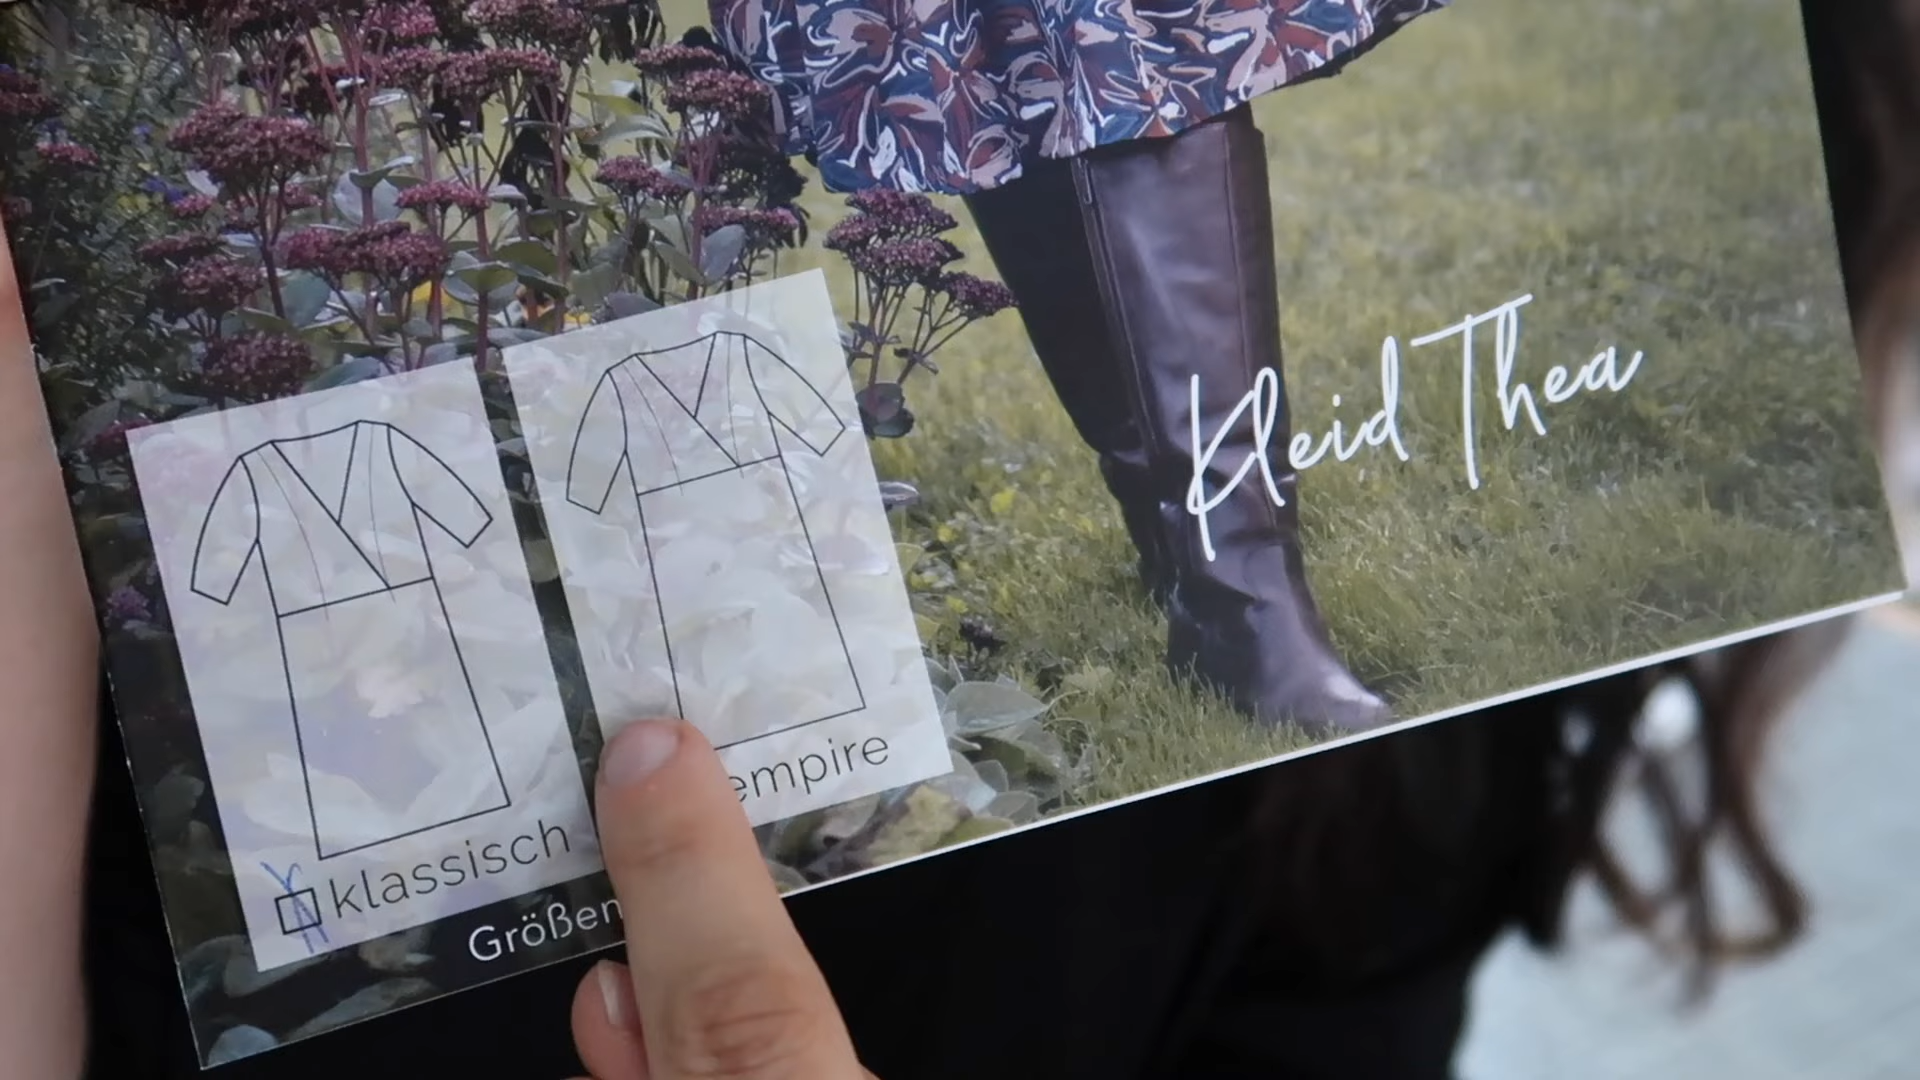 Kleid Thea
klassisch
empire
Größen